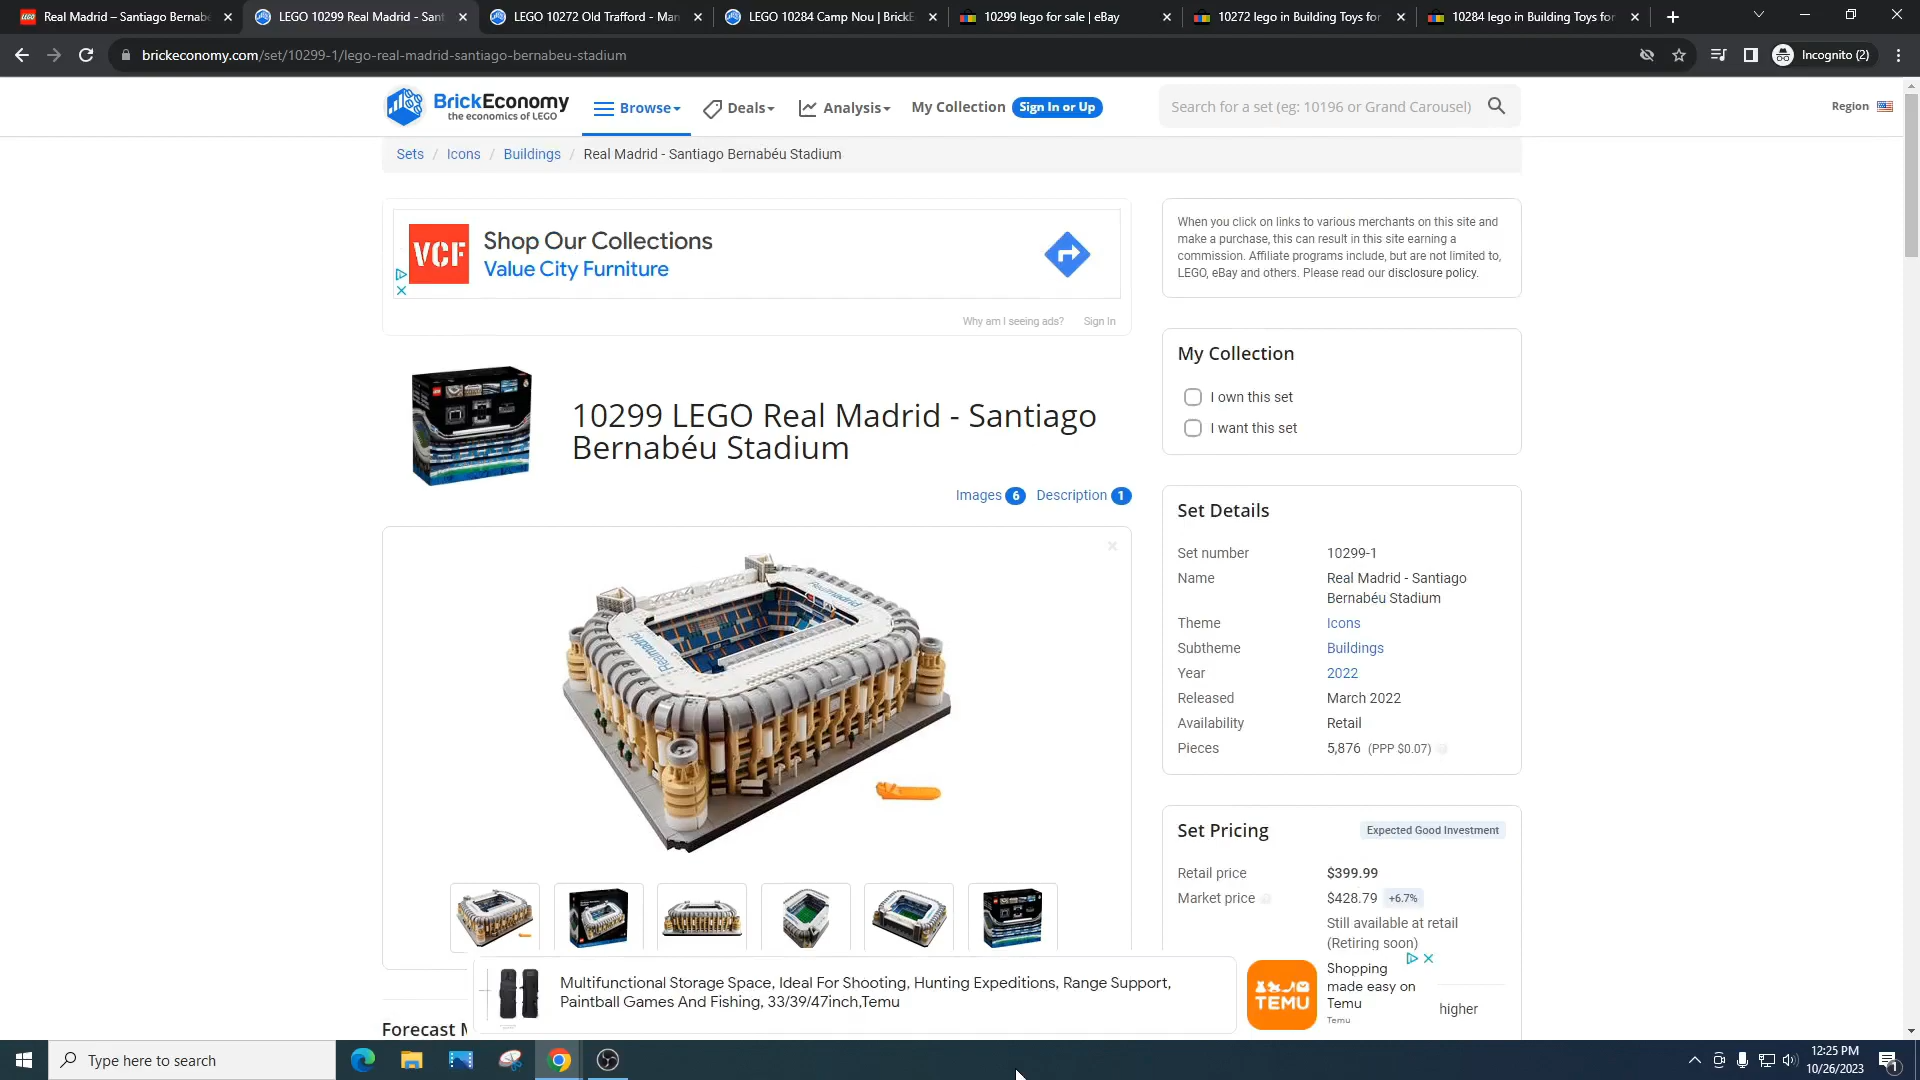 Real Madrid – Santiago Bernabé
LEGO 10299 Real Madrid - Sant
LEGO 10272 Old Trafford - Man
LEGO 10284 Camp Nou | BrickE
10299 lego for sale | eBay
10272 lego in Building Toys for
10284 lego in Building Toys for
brickeconomy.com/set/10299-1/lego-real-madrid-santiago-bernabeu-stadium
Incognito (2)
BrickEconomy
the economics of LEGO
Browse
Deals
Analysis
My Collection
Sign In or Up
Search for a set (eg: 10196 or Grand Carousel)
Region
Sets / Icons / Buildings / Real Madrid - Santiago Bernabéu Stadium
VCF
Shop Our Collections
Value City Furniture
Why am I seeing ads?
Sign In
When you click on links to various merchants on this site and
make a purchase, this can result in this site earning a
commission. Affiliate programs include, but are not limited to,
LEGO, eBay and others. Please read our disclosure policy.
My Collection
I own this set
I want this set
10299 LEGO Real Madrid - Santiago
Bernabéu Stadium
Images 6
Description 1
Realmadrid
Realmadrid
Set Details
Set number 10299-1
Name Real Madrid - Santiago
Bernabéu Stadium
Theme Icons
Subtheme Buildings
Year 2022
Released March 2022
Availability Retail
Pieces 5,876 (PPP $0.07)
Set Pricing
Expected Good Investment
Retail price $399.99
Market price $428.79 +6.7%
Still available at retail
(Retiring soon)
higher
Multifunctional Storage Space, Ideal For Shooting, Hunting Expeditions, Range Support,
Paintball Games And Fishing, 33/39/47inch,Temu
TEMU
Shopping
made easy on
Temu
Temu
Forecast M
Type here to search
12:25 PM
10/26/2023
1